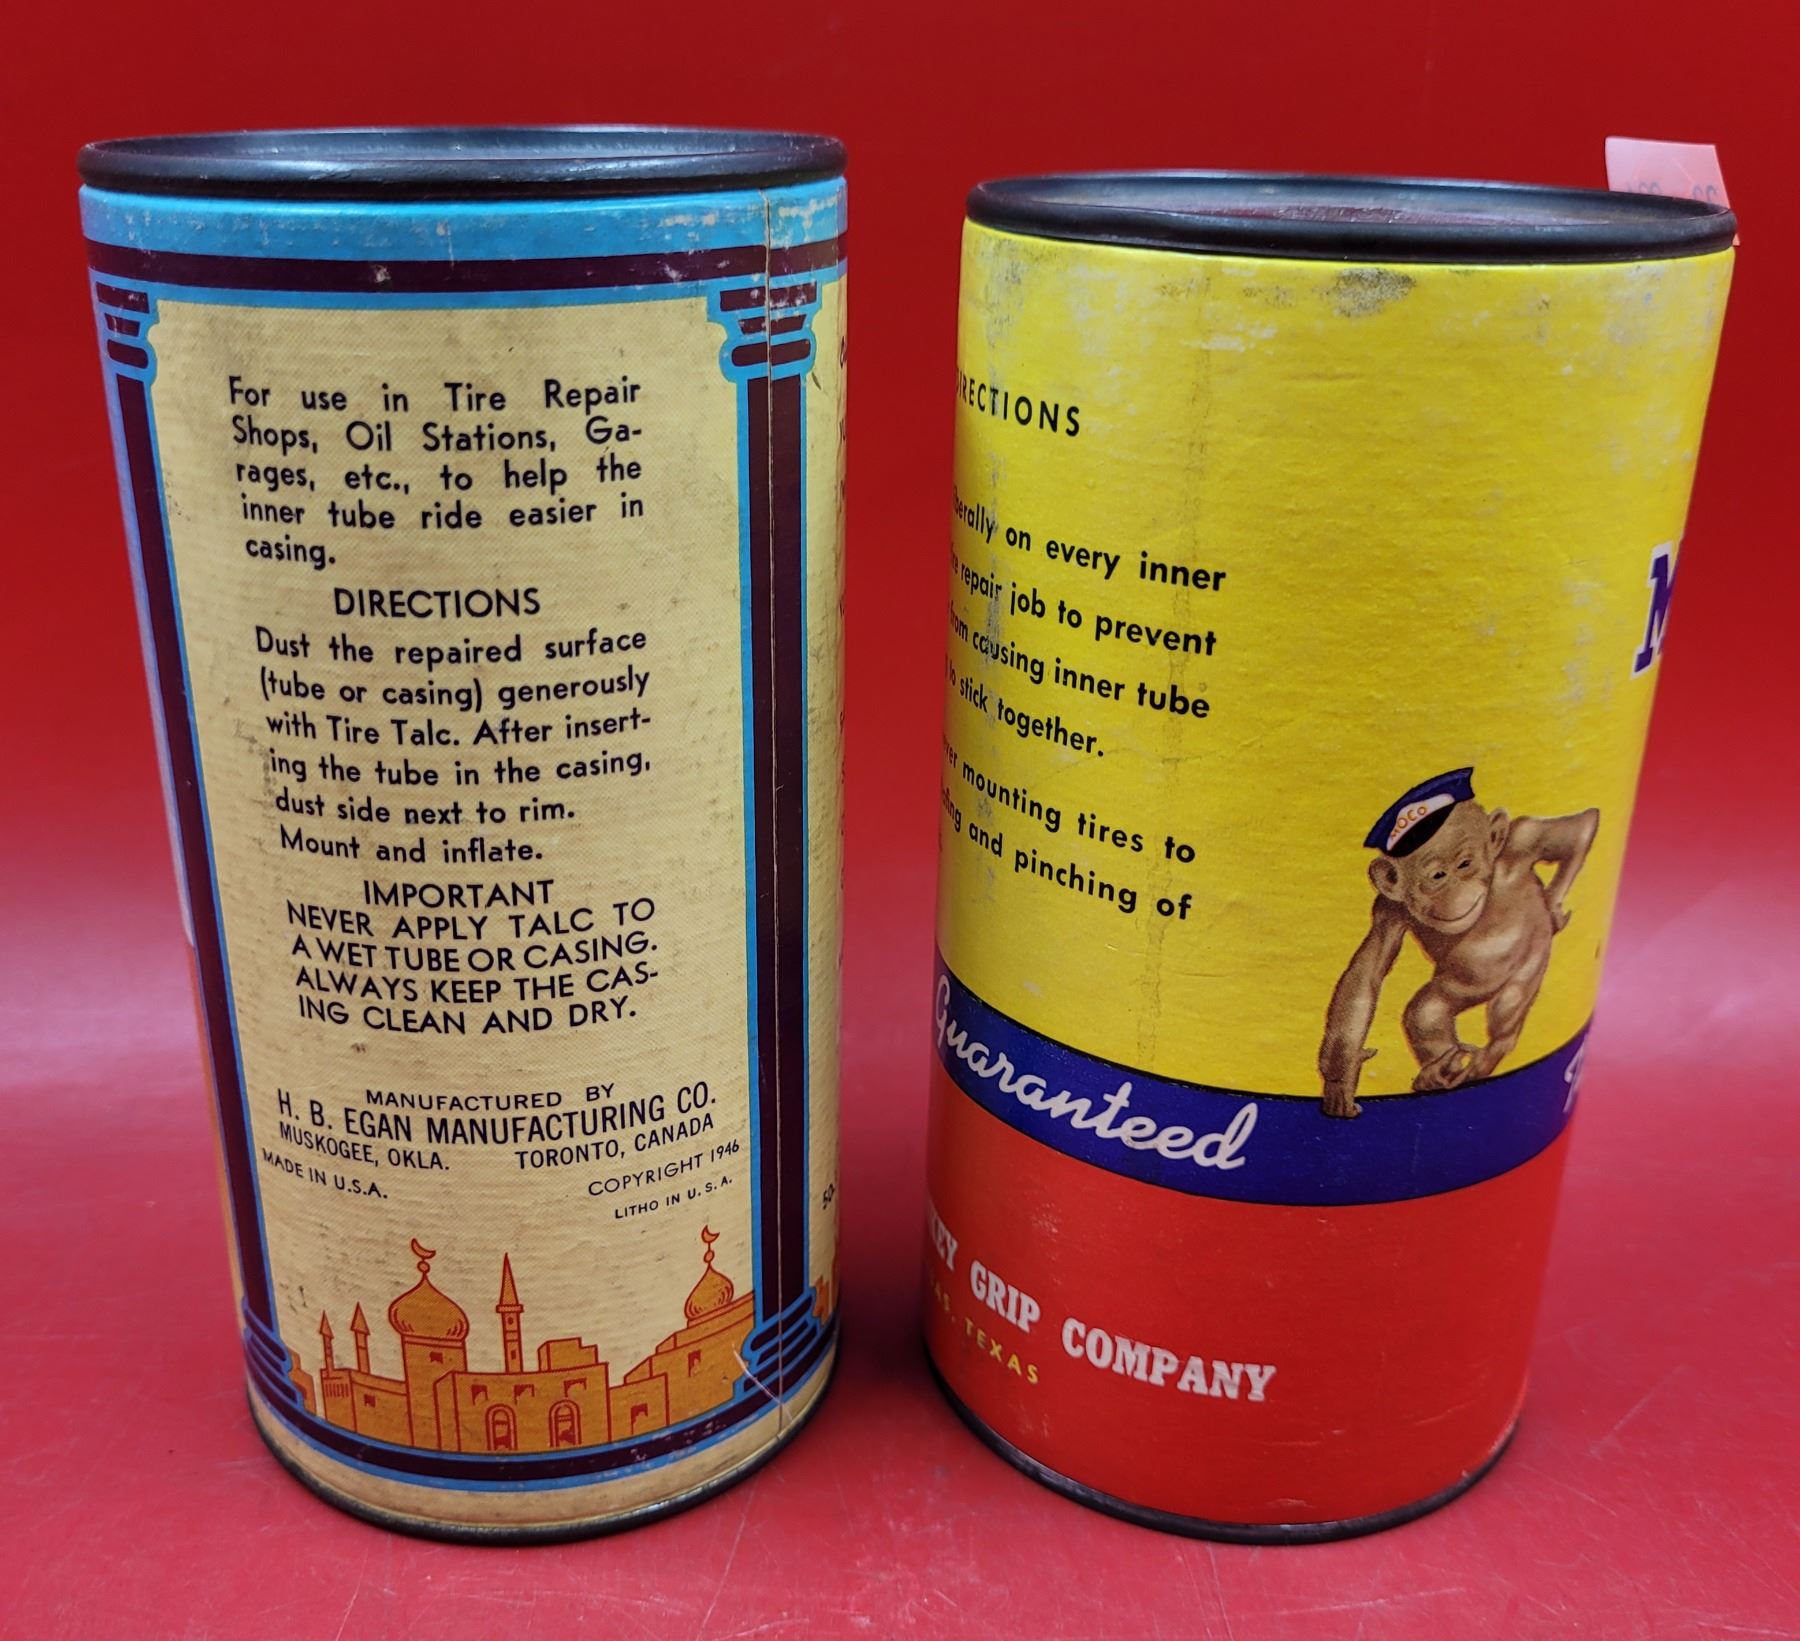 For use in Tire Repair
Shops, Oil Stations, Ga-
rages, etc., to help the
inner tube ride easier in
casing.
DIRECTIONS
Dust the repaired surface
(tube or casing) generously
with Tire Talc. After insert-
ing the tube in the casing,
dust side next to rim.
Mount and inflate.
IMPORTANT
NEVER APPLY TALC TO
A WET TUBE OR CASING.
ALWAYS KEEP THE CAS-
ING CLEAN AND DRY.
MANUFACTURED BY
H. B. EGAN MANUFACTURING CO.
MUSKOGEE, OKLA. TORONTO, CANADA
MADE IN U.S.A. COPYRIGHT 1946
LITHO IN U.S.A.
on every inner
repair job to prevent
causing inner tube
to stick together.
mounting tires to
and pinching of
MOCO
Guaranteed
GRIP COMPANY
TEXAS